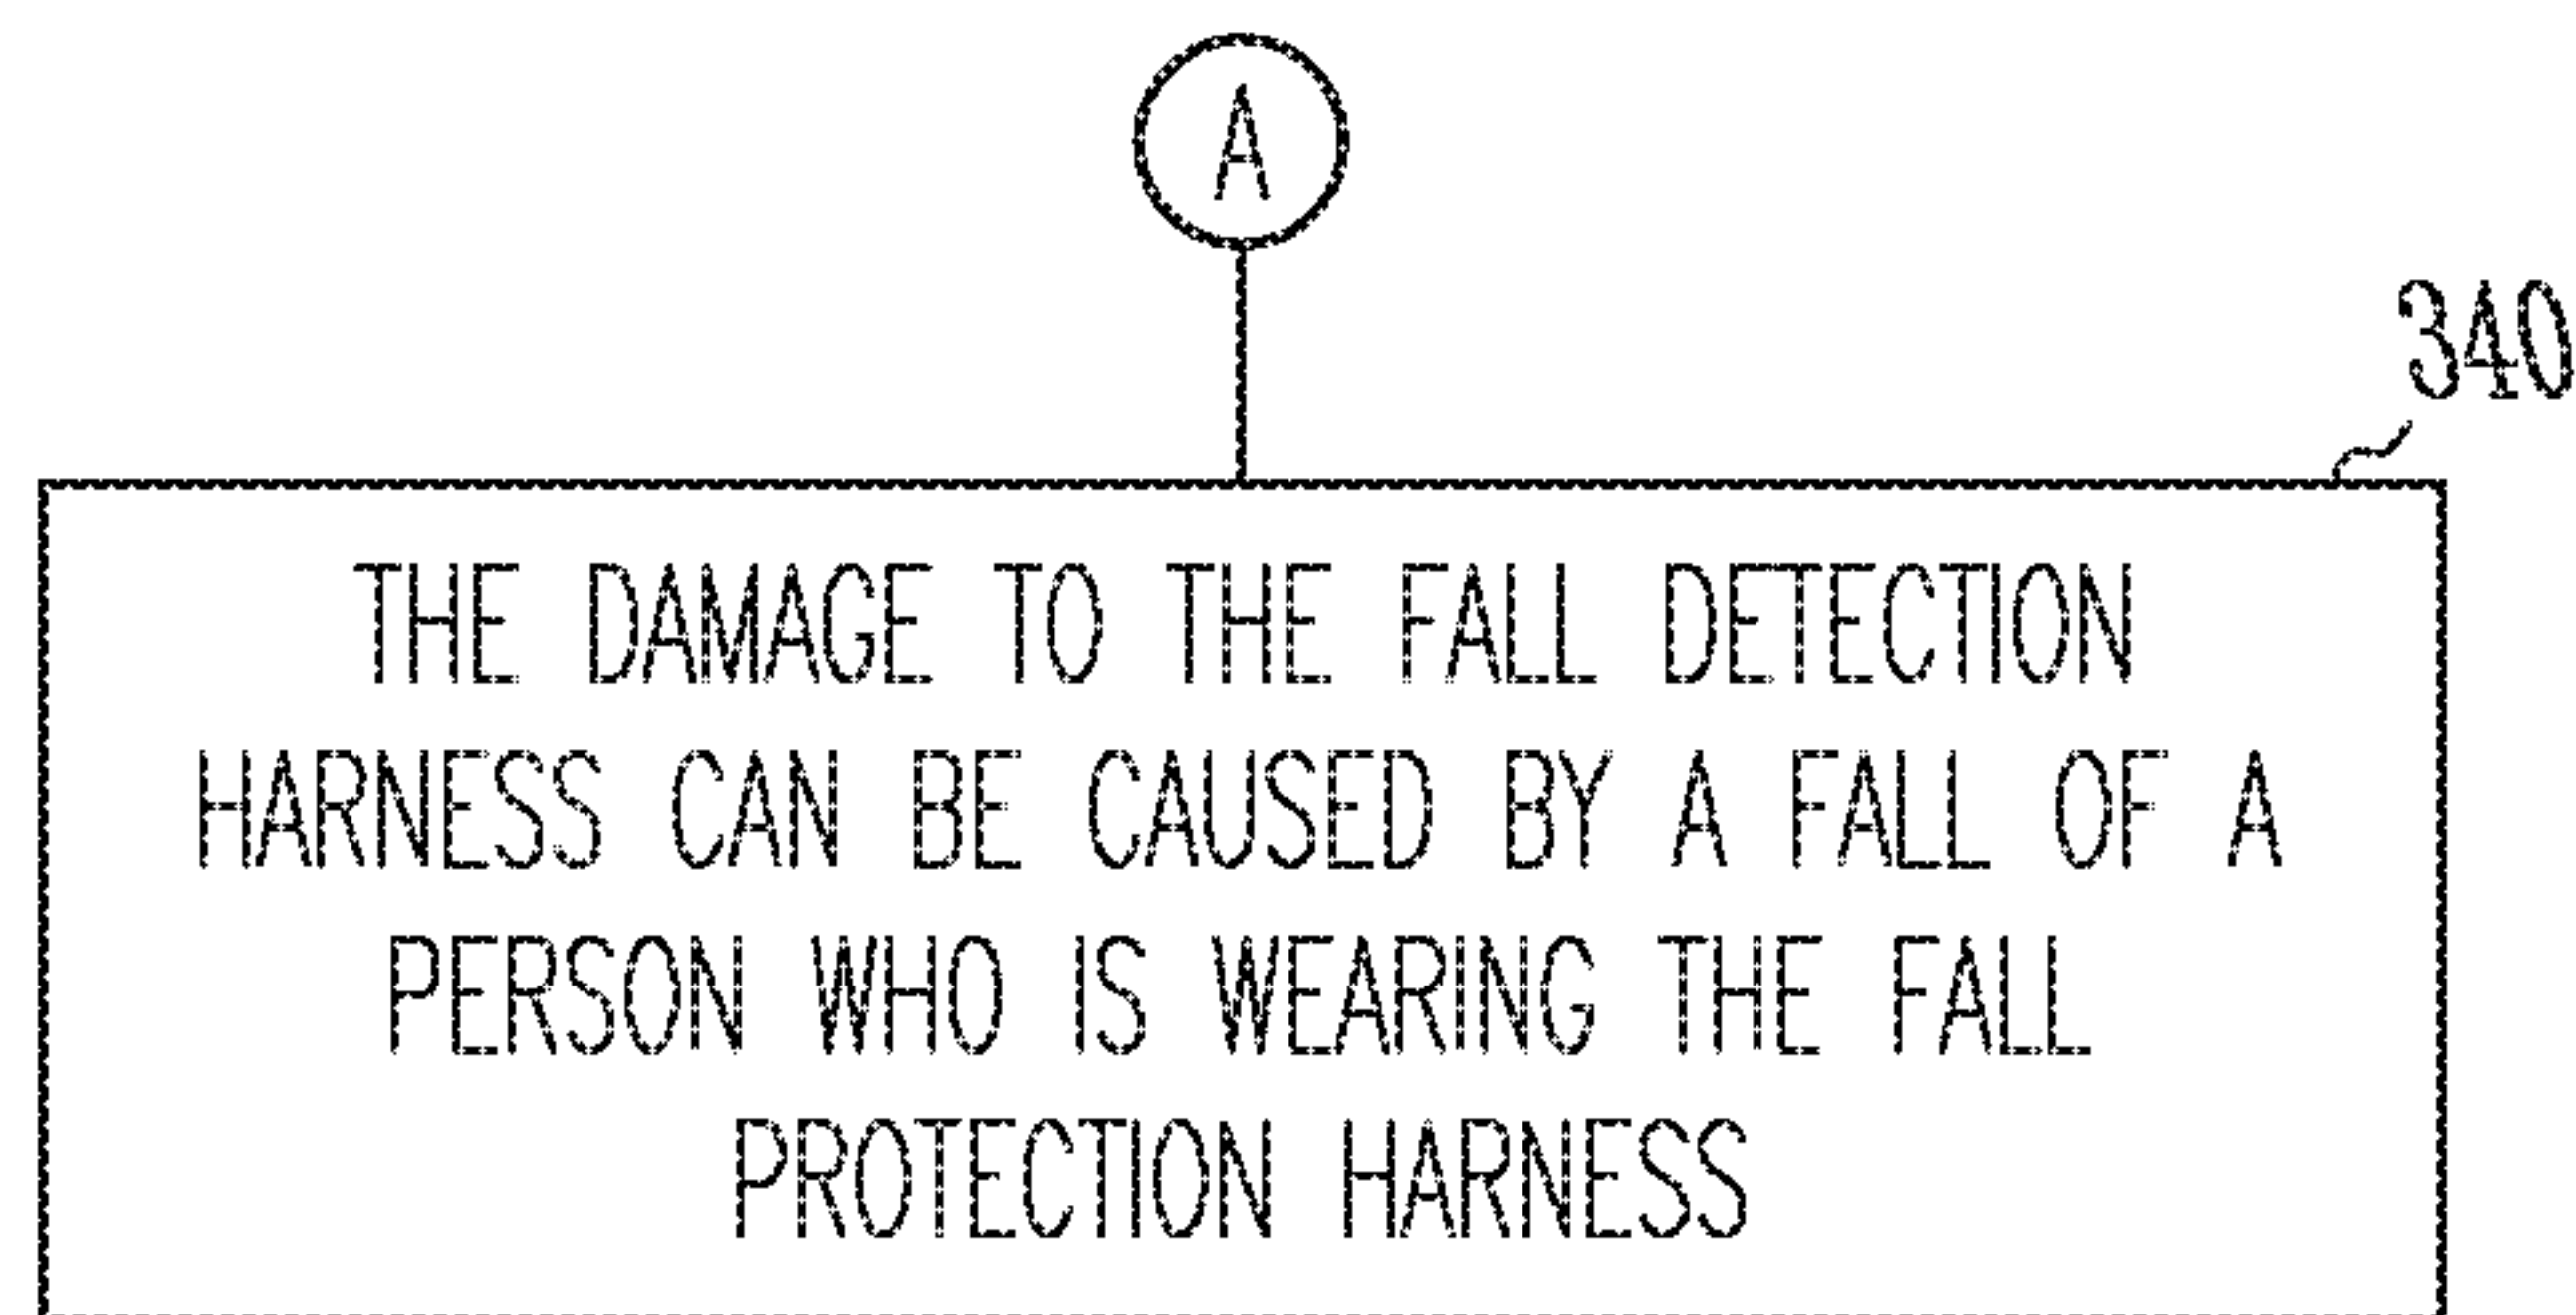 A
340
THE DAMAGE TO THE FALL DETECTION
HARNESS CAN BE CAUSED BY A FALL OF A
PERSON WHO IS WEARING THE FALL
PROTECTION HARNESS